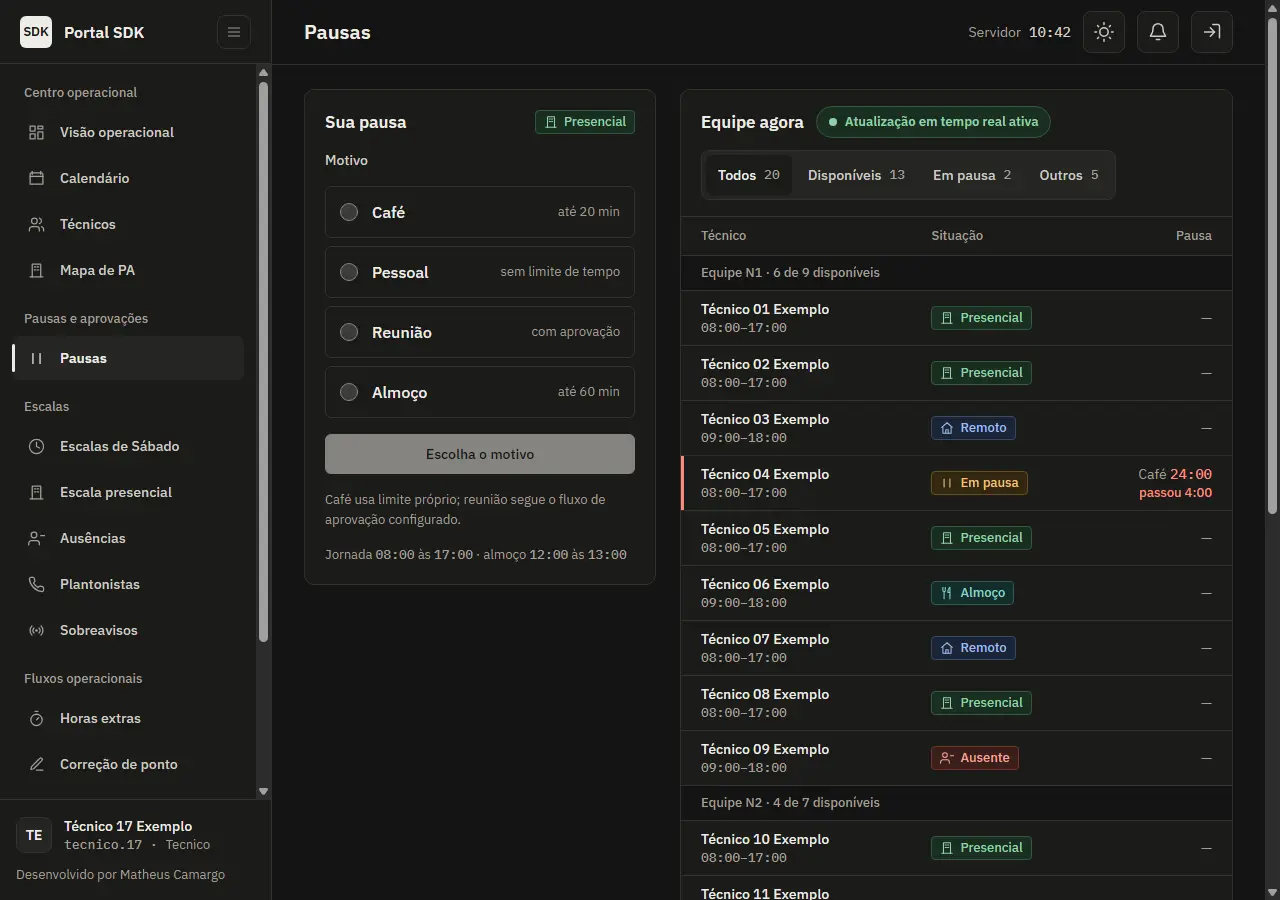 SDK Portal SDK
Centro operacional
Visão operacional
Calendário
Técnicos
Mapa de PA
Pausas e aprovações
Pausas
Escalas
Escalas de Sábado
Escala presencial
Ausências
Plantonistas
Sobreavisos
Fluxos operacionais
Horas extras
Correção de ponto
TE
Técnico 17 Exemplo
tecnico.17 · Tecnico
Desenvolvido por Matheus Camargo
Pausas
Servidor 10:42
Sua pausa
Presencial
Motivo
Café até 20 min
Pessoal sem limite de tempo
Reunião com aprovação
Almoço até 60 min
Escolha o motivo
Café usa limite próprio; reunião segue o fluxo de
aprovação configurado.
Jornada 08:00 às 17:00 · almoço 12:00 às 13:00
Equipe agora
Atualização em tempo real ativa
Todos 20 Disponíveis 13 Em pausa 2 Outros 5
Técnico Situação Pausa
Equipe N1 · 6 de 9 disponíveis
Técnico 01 Exemplo
08:00–17:00
Presencial —
Técnico 02 Exemplo
08:00–17:00
Presencial —
Técnico 03 Exemplo
09:00–18:00
Remoto —
Técnico 04 Exemplo
08:00–17:00
Em pausa
Café 24:00
passou 4:00
Técnico 05 Exemplo
08:00–17:00
Presencial —
Técnico 06 Exemplo
09:00–18:00
Almoço —
Técnico 07 Exemplo
08:00–17:00
Remoto —
Técnico 08 Exemplo
08:00–17:00
Presencial —
Técnico 09 Exemplo
09:00–18:00
Ausente —
Equipe N2 · 4 de 7 disponíveis
Técnico 10 Exemplo
08:00–17:00
Presencial —
Técnico 11 Exemplo